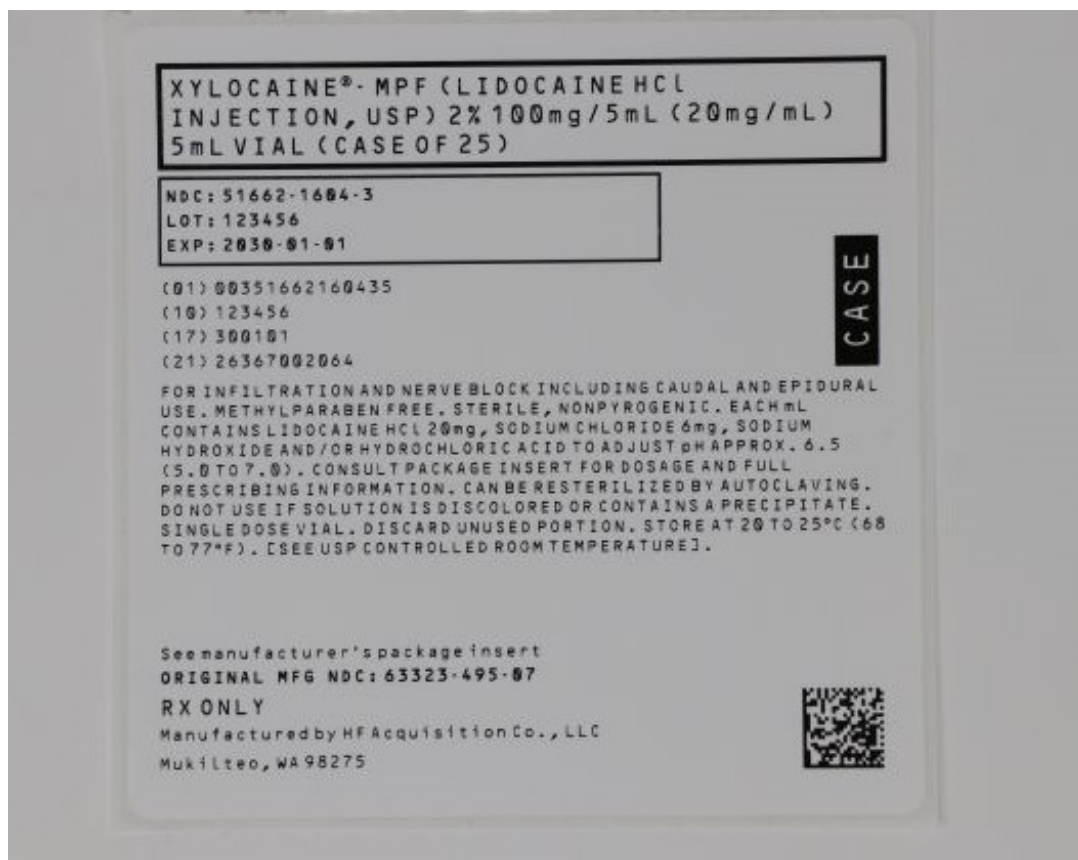 XYLOCAINE®- MPF (LIDOCAINE HCl
INJECTION, USP) 2% 100mg/5mL (20mg/mL)
5mL VIAL (CASE OF 25)
NDC: 51662-1604-3
LOT: 123456
EXP: 2030-01-01
(01) 00351662160435
(10) 123456
(17) 300101
(21) 26367002064
CASE
FOR INFILTRATION AND NERVE BLOCK INCLUDING CAUDAL AND EPIDURAL
USE. METHYLPARABEN FREE. STERILE, NONPYROGENIC. EACH mL
CONTAINS LIDOCAINE HCl 20mg, SODIUM CHLORIDE 6mg, SODIUM
HYDROXIDE AND/OR HYDROCHLORIC ACID TO ADJUST pH APPROX. 6.5
(5.0 TO 7.0). CONSULT PACKAGE INSERT FOR DOSAGE AND FULL
PRESCRIBING INFORMATION. CAN BE RESTERILIZED BY AUTOCLAVING.
DO NOT USE IF SOLUTION IS DISCOLORED OR CONTAINS A PRECIPITATE.
SINGLE DOSE VIAL. DISCARD UNUSED PORTION. STORE AT 20 TO 25°C (68
TO 77°F). [SEE USP CONTROLLED ROOM TEMPERATURE].
See manufacturer's package insert
ORIGINAL MFG NDC: 63323-495-07
RX ONLY
Manufactured by HF Acquisition Co., LLC
Mukilteo, WA 98275